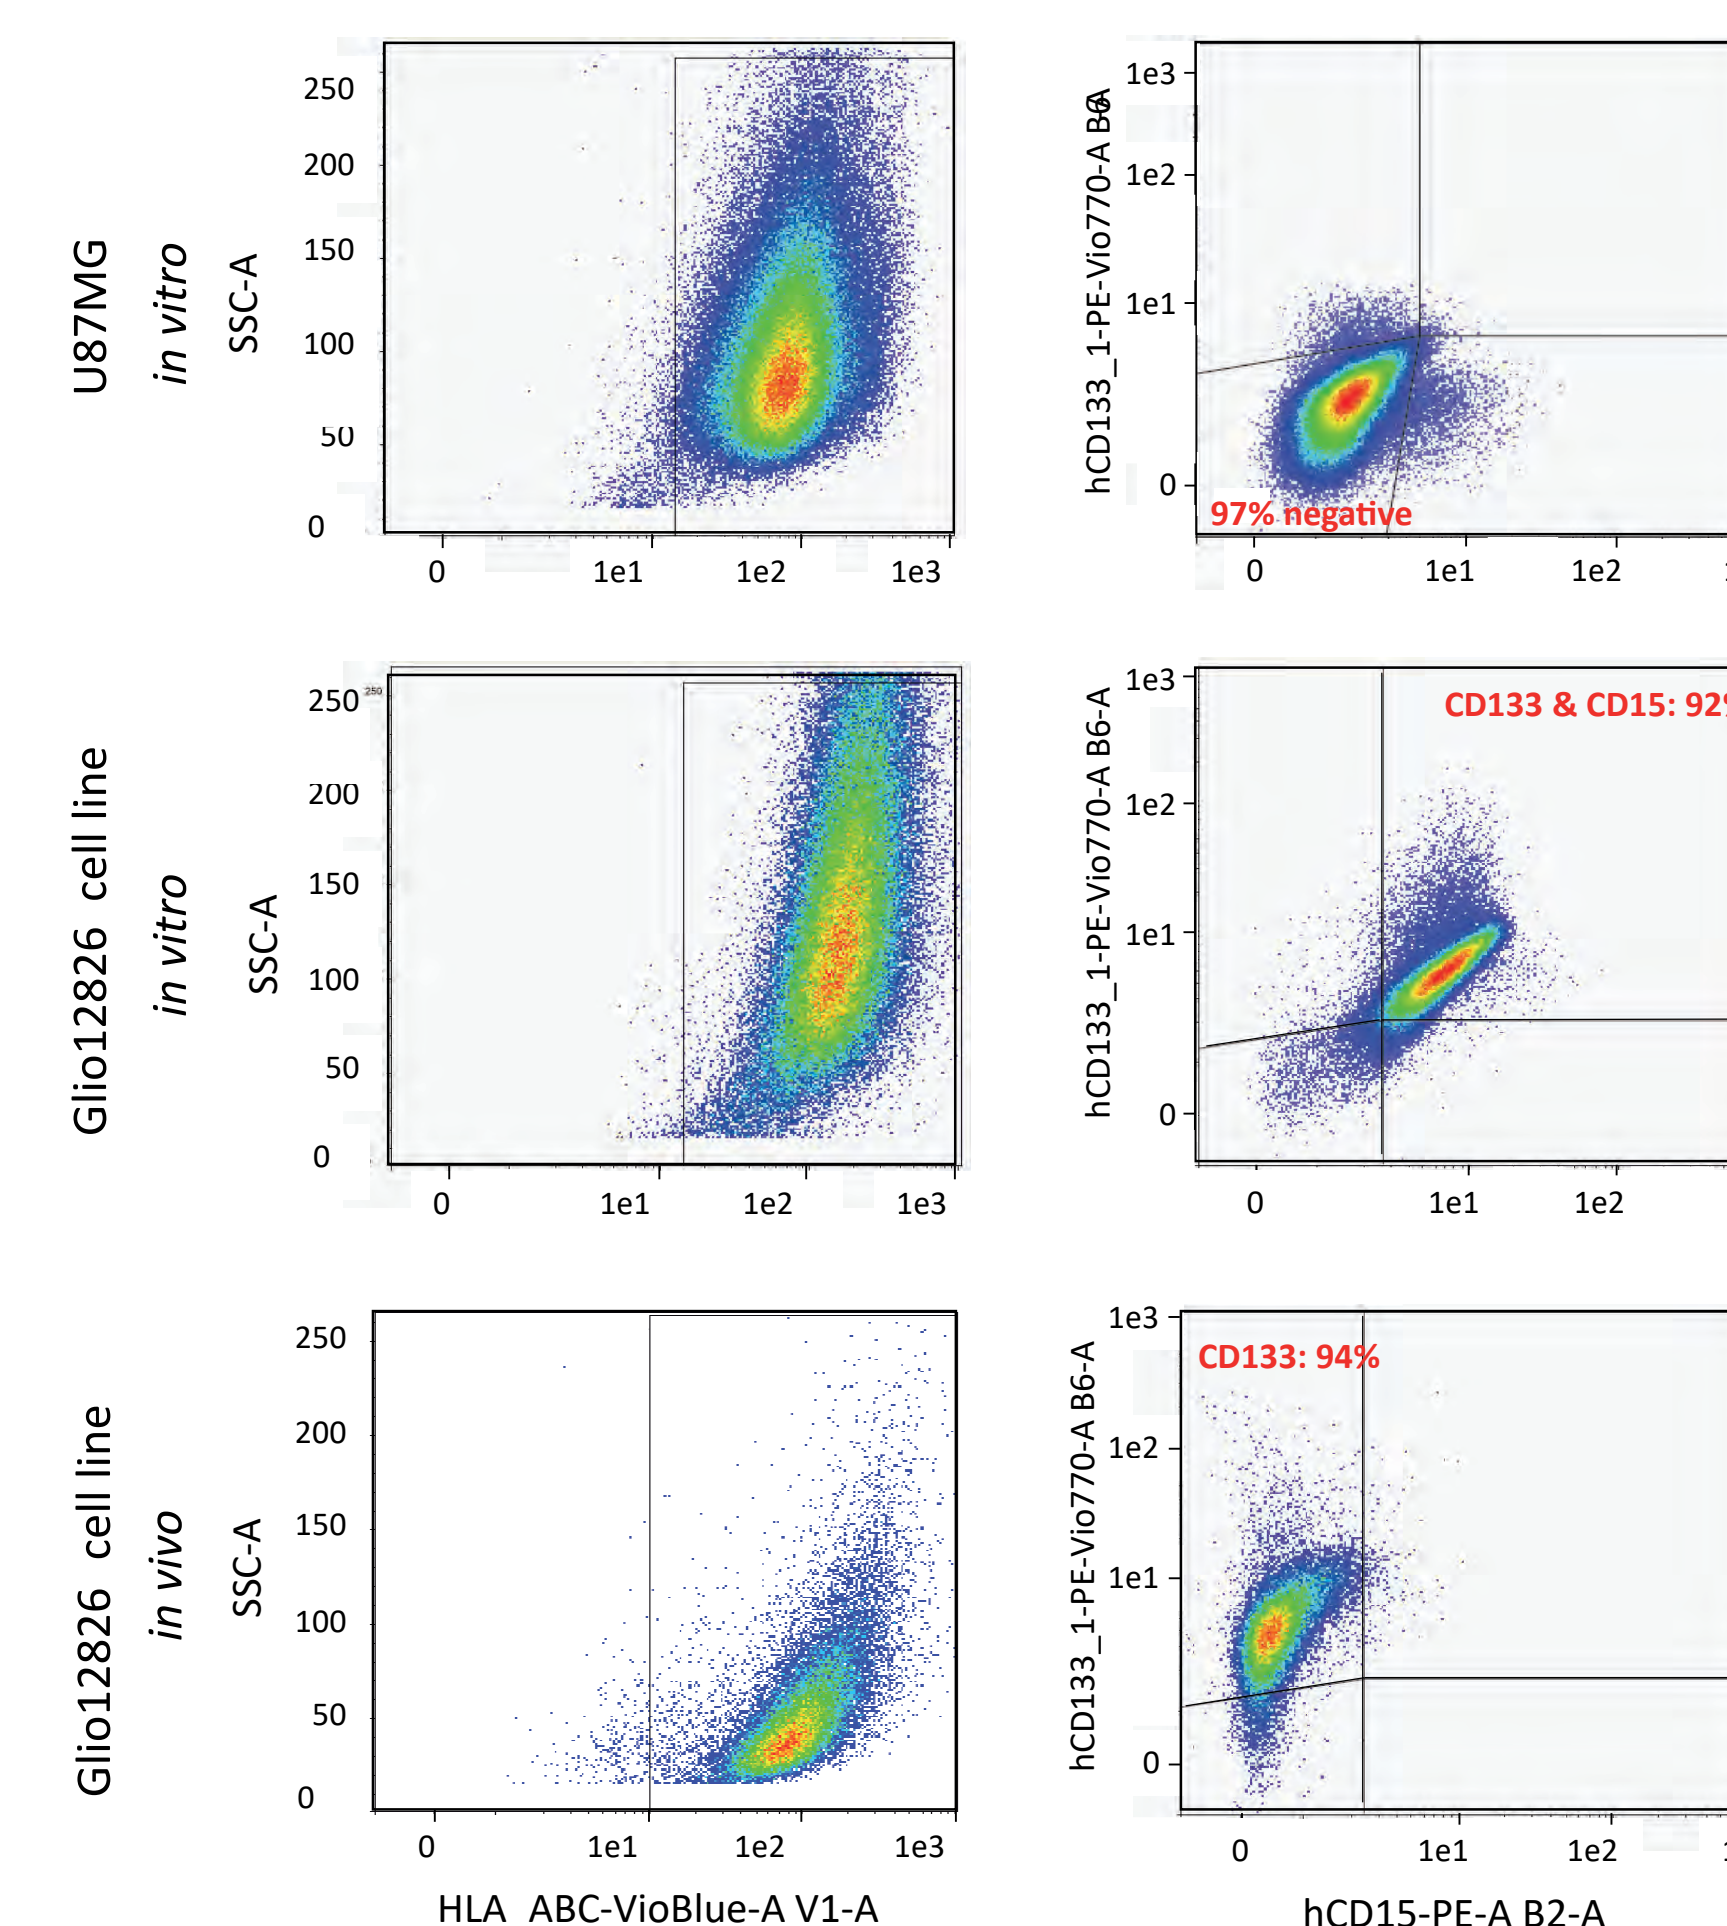 U87MG
in vitro
SSC-A
250
200
150
100
50
0
0 1e1 1e2 1e3
hCD133_1-PE-Vio770-A B6-A
1e3
1e2
1e1
0
97% negative
0 1e1 1e2
Glio12826 cell line
in vitro
SSC-A
250
250
200
150
100
50
0
0 1e1 1e2 1e3
hCD133_1-PE-Vio770-A B6-A
1e3
1e2
1e1
0
CD133 & CD15: 92%
0 1e1 1e2
Glio12826 cell line
in vivo
SSC-A
250
200
150
100
50
0
0 1e1 1e2 1e3
HLA_ABC-VioBlue-A V1-A
hCD133_1-PE-Vio770-A B6-A
1e3
1e2
1e1
0
CD133: 94%
0 1e1 1e2
hCD15-PE-A B2-A